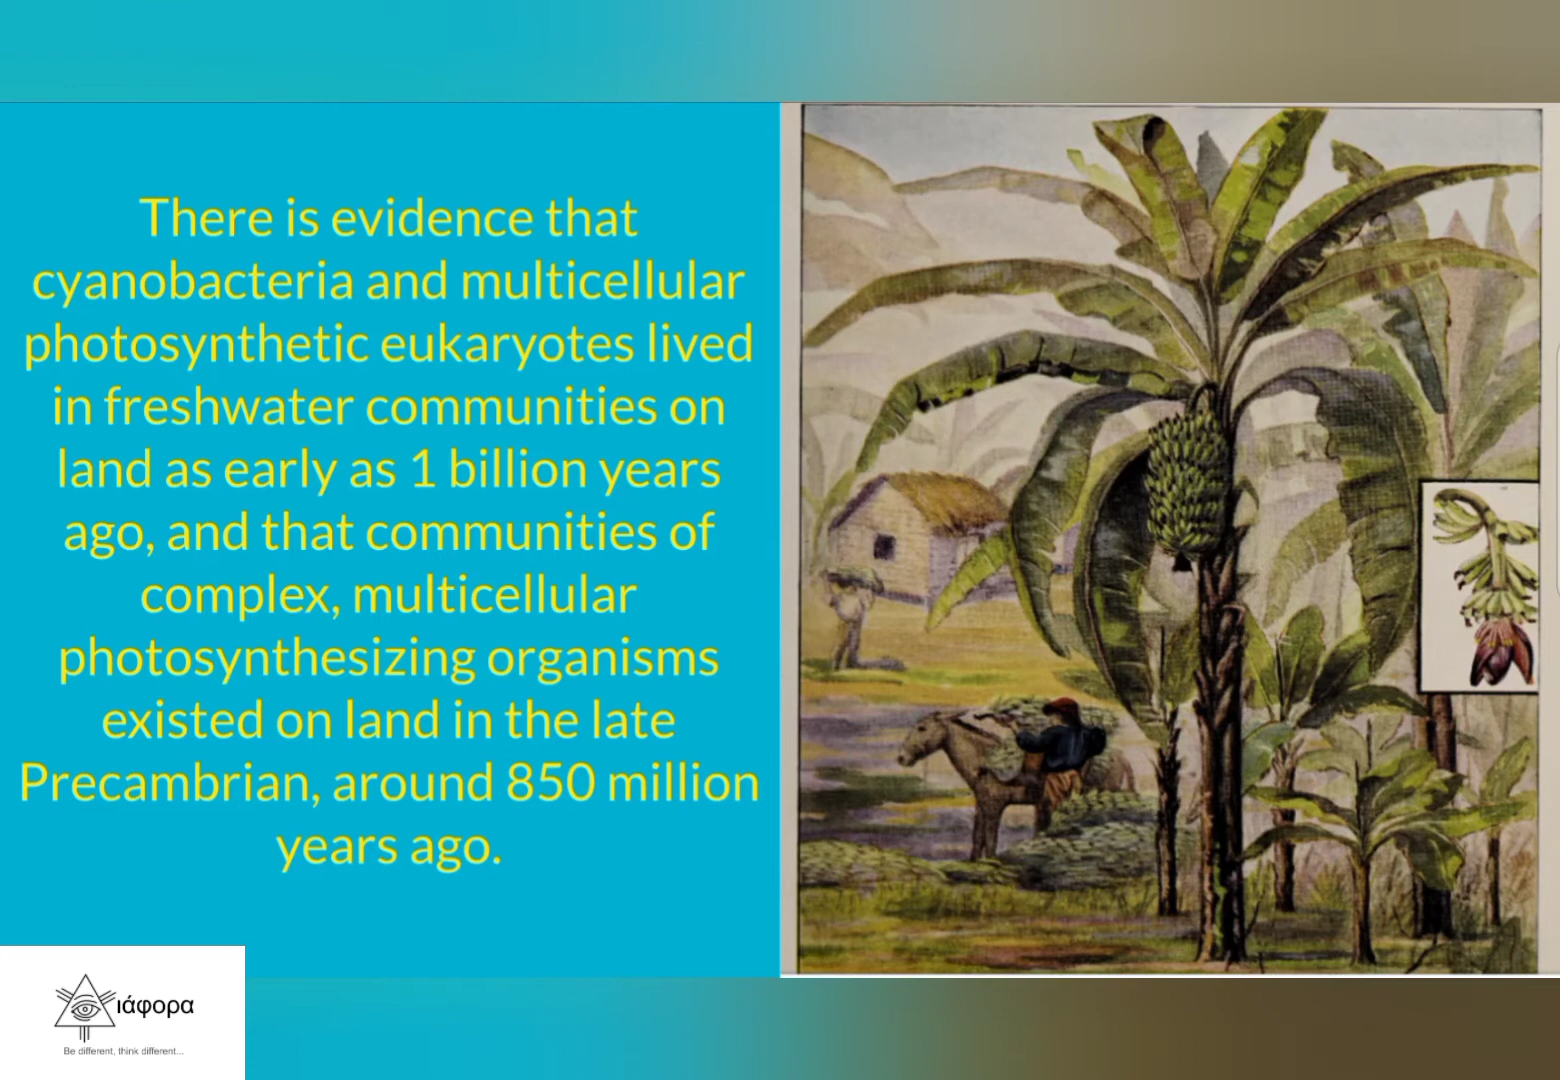 There is evidence that
cyanobacteria and multicellular
photosynthetic eukaryotes lived
in freshwater communities on
land as early as 1 billion years
ago, and that communities of
complex, multicellular
photosynthesizing organisms
existed on land in the late
Precambrian, around 850 million
years ago.
ιάφορα
Be different, think different...